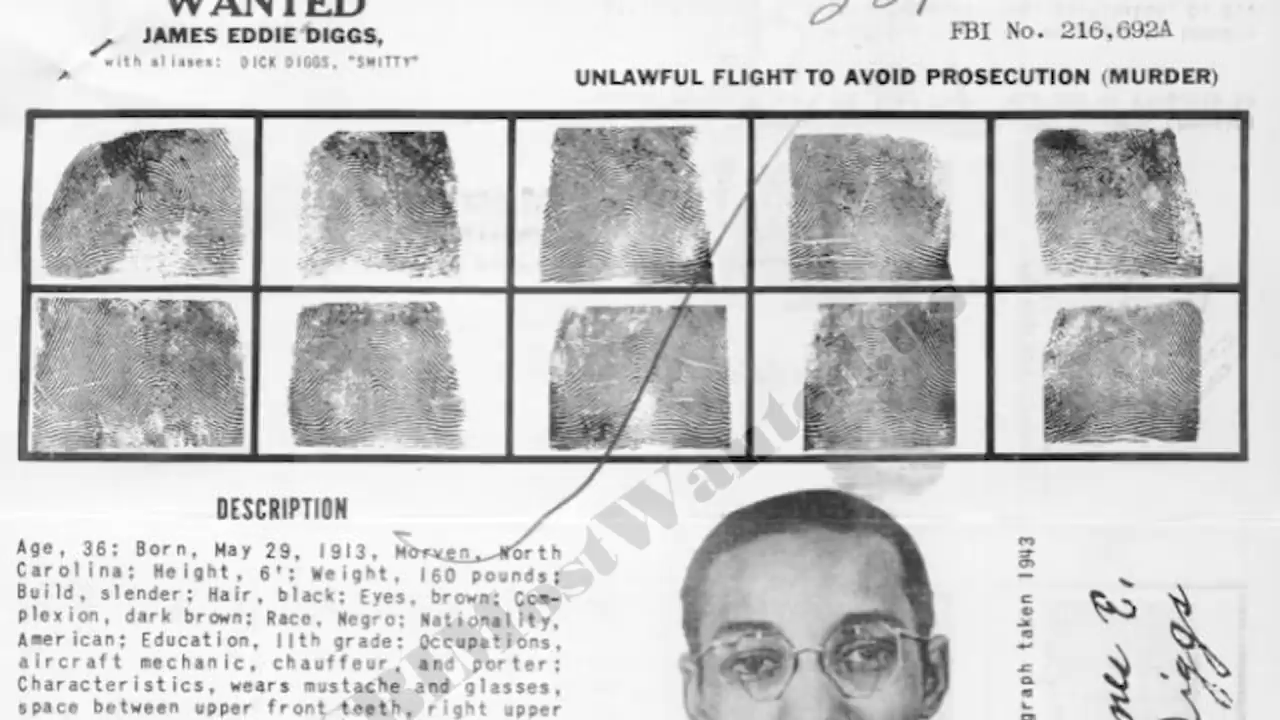 WANTED
JAMES EDDIE DIGGS,
with aliases: DICK DIGGS, "SMITTY"
FBI No. 216,692A
UNLAWFUL FLIGHT TO AVOID PROSECUTION (MURDER)
DESCRIPTION
Age, 36; Born, May 29, 1913, Morven, North
Carolina; Height, 6'; Weight, 160 pounds;
Build, slender; Hair, black; Eyes, brown; Com-
plexion, dark brown; Race, Negro; Nationality,
American; Education, 11th grade; Occupations,
aircraft mechanic, chauffeur, and porter;
Characteristics, wears mustache and glasses,
space between upper front teeth, right upper
graph taken 1943
E.
iggs